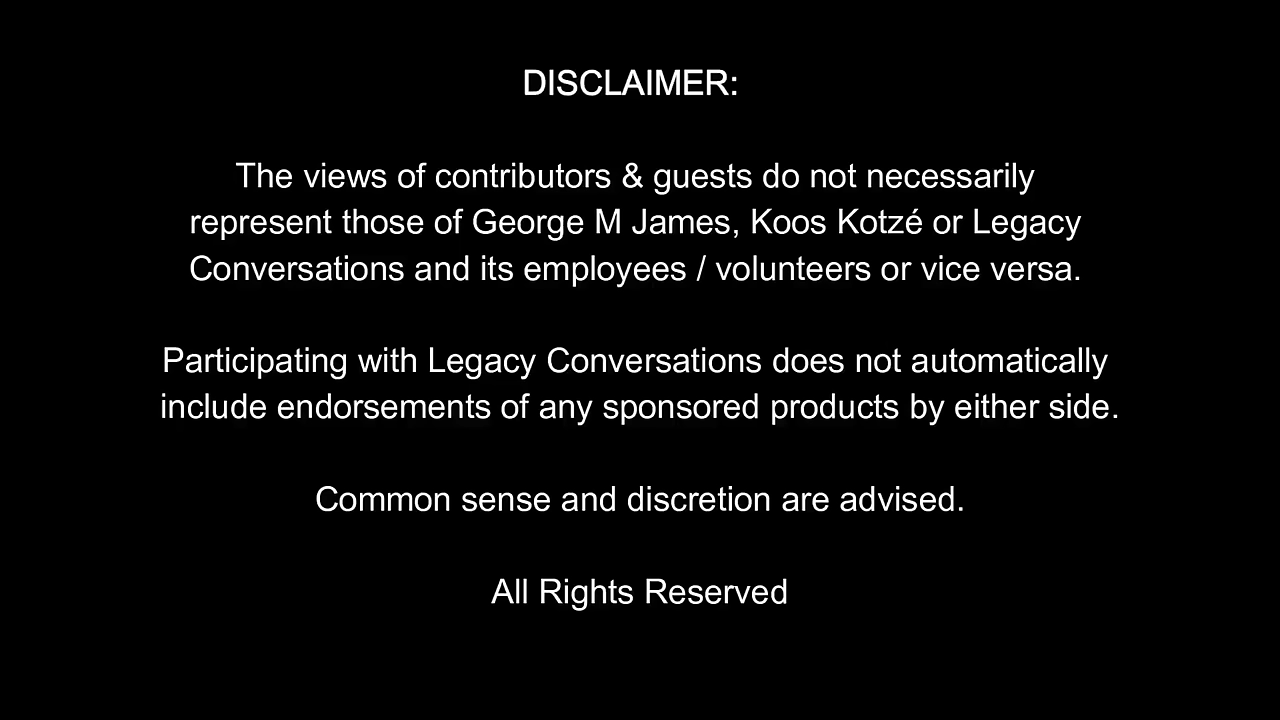 DISCLAIMER:
The views of contributors & guests do not necessarily
represent those of George M James, Koos Kotzé or Legacy
Conversations and its employees / volunteers or vice versa.
Participating with Legacy Conversations does not automatically
include endorsements of any sponsored products by either side.
Common sense and discretion are advised.
All Rights Reserved